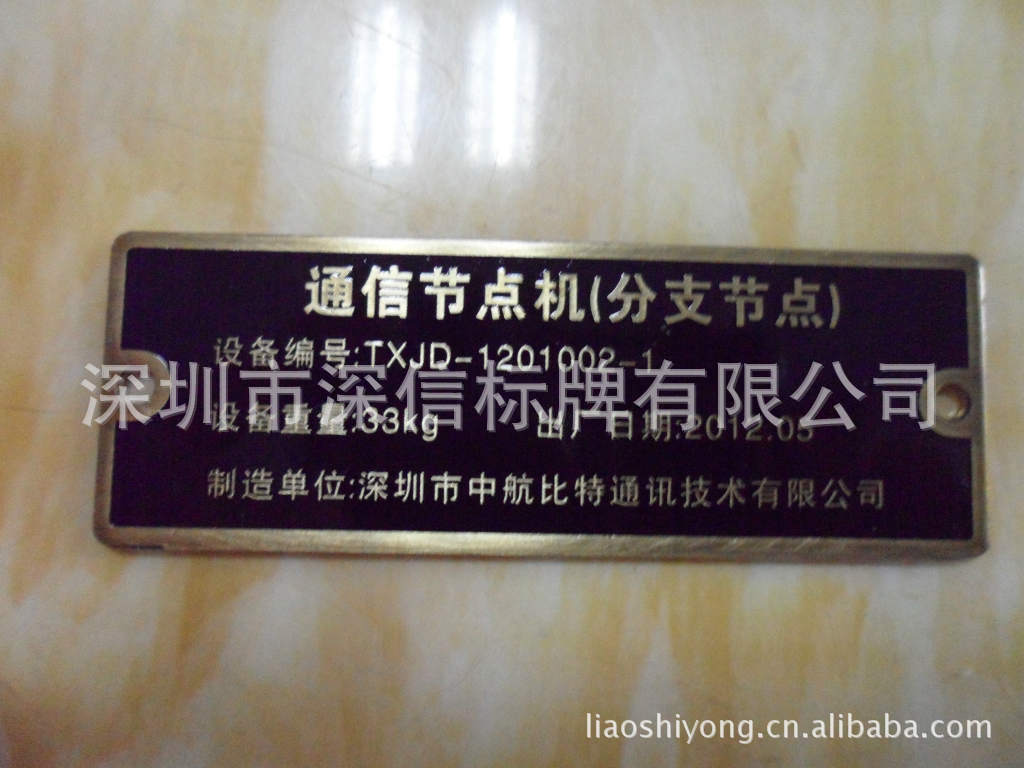 通信节点机(分支节点)
设备编号:TXJD-1201002-1
深圳市深信标牌有限公司
设备重量:33kg 出厂日期:2012.05
制造单位:深圳市中航比特通讯技术有限公司
liaoshiyong.cn.alibaba.com